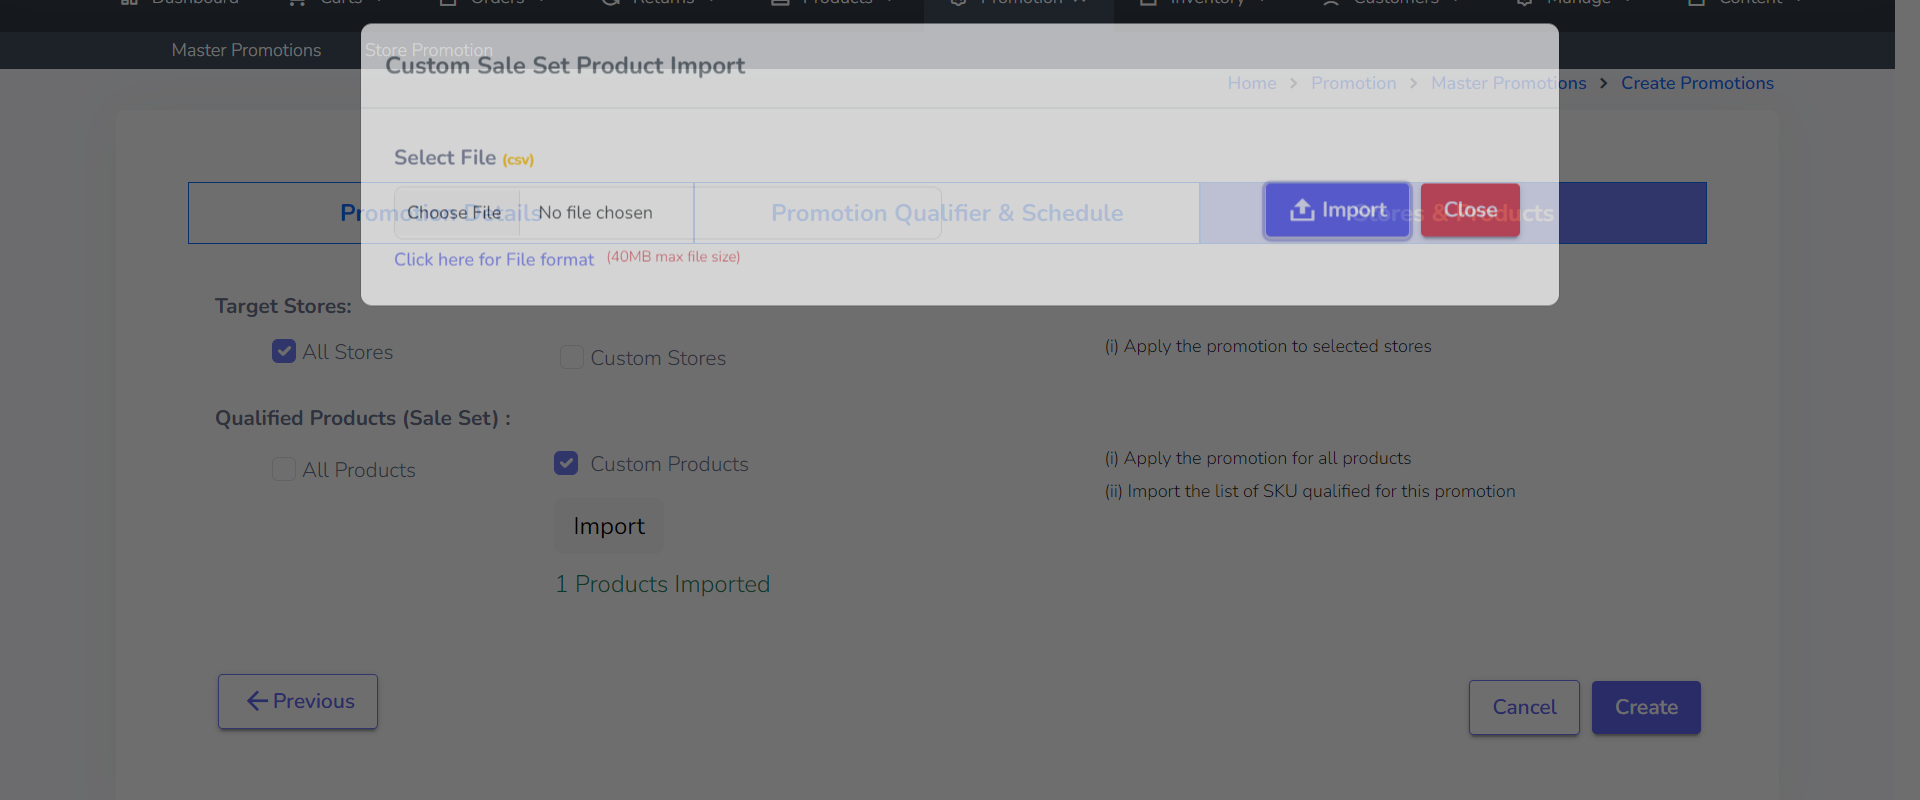 Dashboard Carts Orders Returns Products Promotion Inventory Customers Manage Content
Master Promotions Store Promotion
Custom Sale Set Product Import
Home > Promotion > Master Promotions > Create Promotions
Select File (csv)
Promotion Details Promotion Qualifier & Schedule Stores & Products
Choose File No file chosen
Import Close
Click here for File format (40MB max file size)
Target Stores:
All Stores Custom Stores (i) Apply the promotion to selected stores
Qualified Products (Sale Set) :
All Products Custom Products (i) Apply the promotion for all products
(ii) Import the list of SKU qualified for this promotion
Import
1 Products Imported
Previous Cancel Create